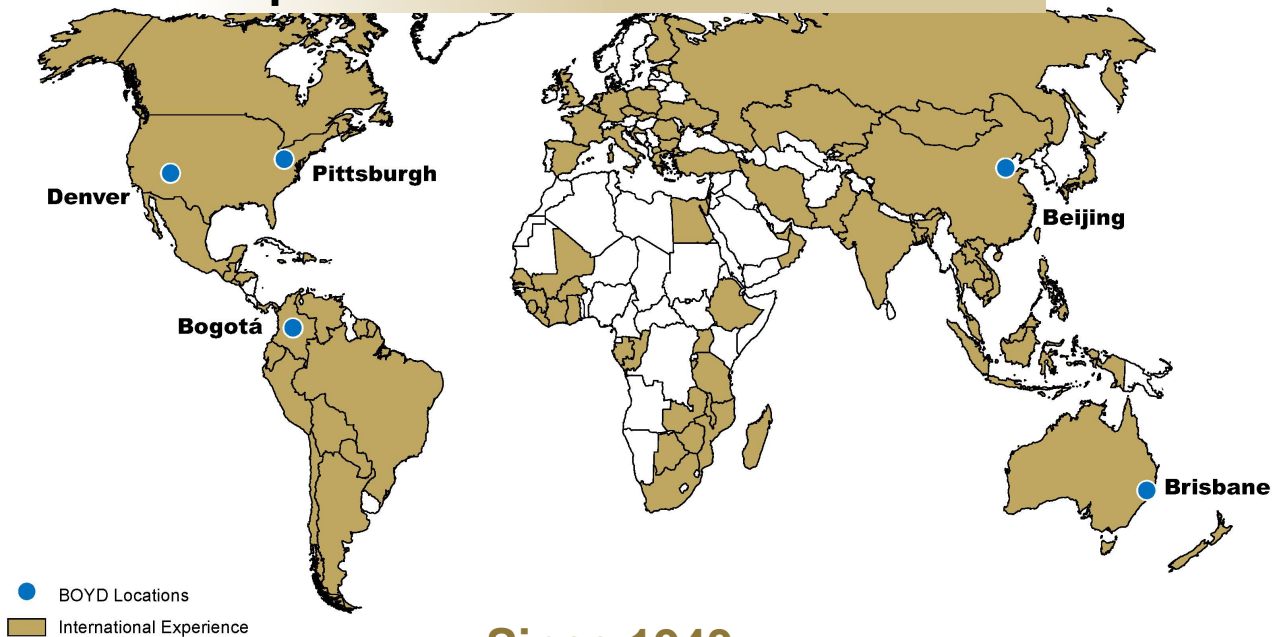 Pittsburgh
Denver
Beijing
Bogotá
Brisbane
BOYD Locations
International Experience